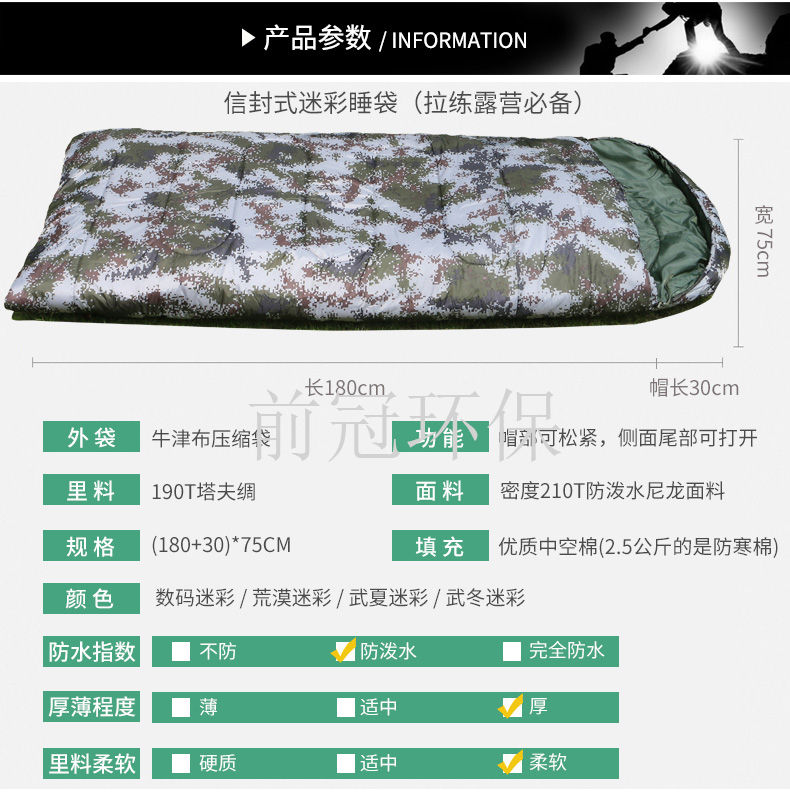 产品参数 / INFORMATION
信封式迷彩睡袋（拉练露营必备）
宽75cm
长180cm 帽长30cm
前冠环保
外袋 牛津布压缩袋 功能 帽部可松紧，侧面尾部可打开
里料 190T塔夫绸 面料 密度210T防泼水尼龙面料
规格 (180+30)*75CM 填充 优质中空棉(2.5公斤的是防寒棉)
颜色 数码迷彩 / 荒漠迷彩 / 武夏迷彩 / 武冬迷彩
防水指数 不防 防泼水 完全防水
厚薄程度 薄 适中 厚
里料柔软 硬质 适中 柔软